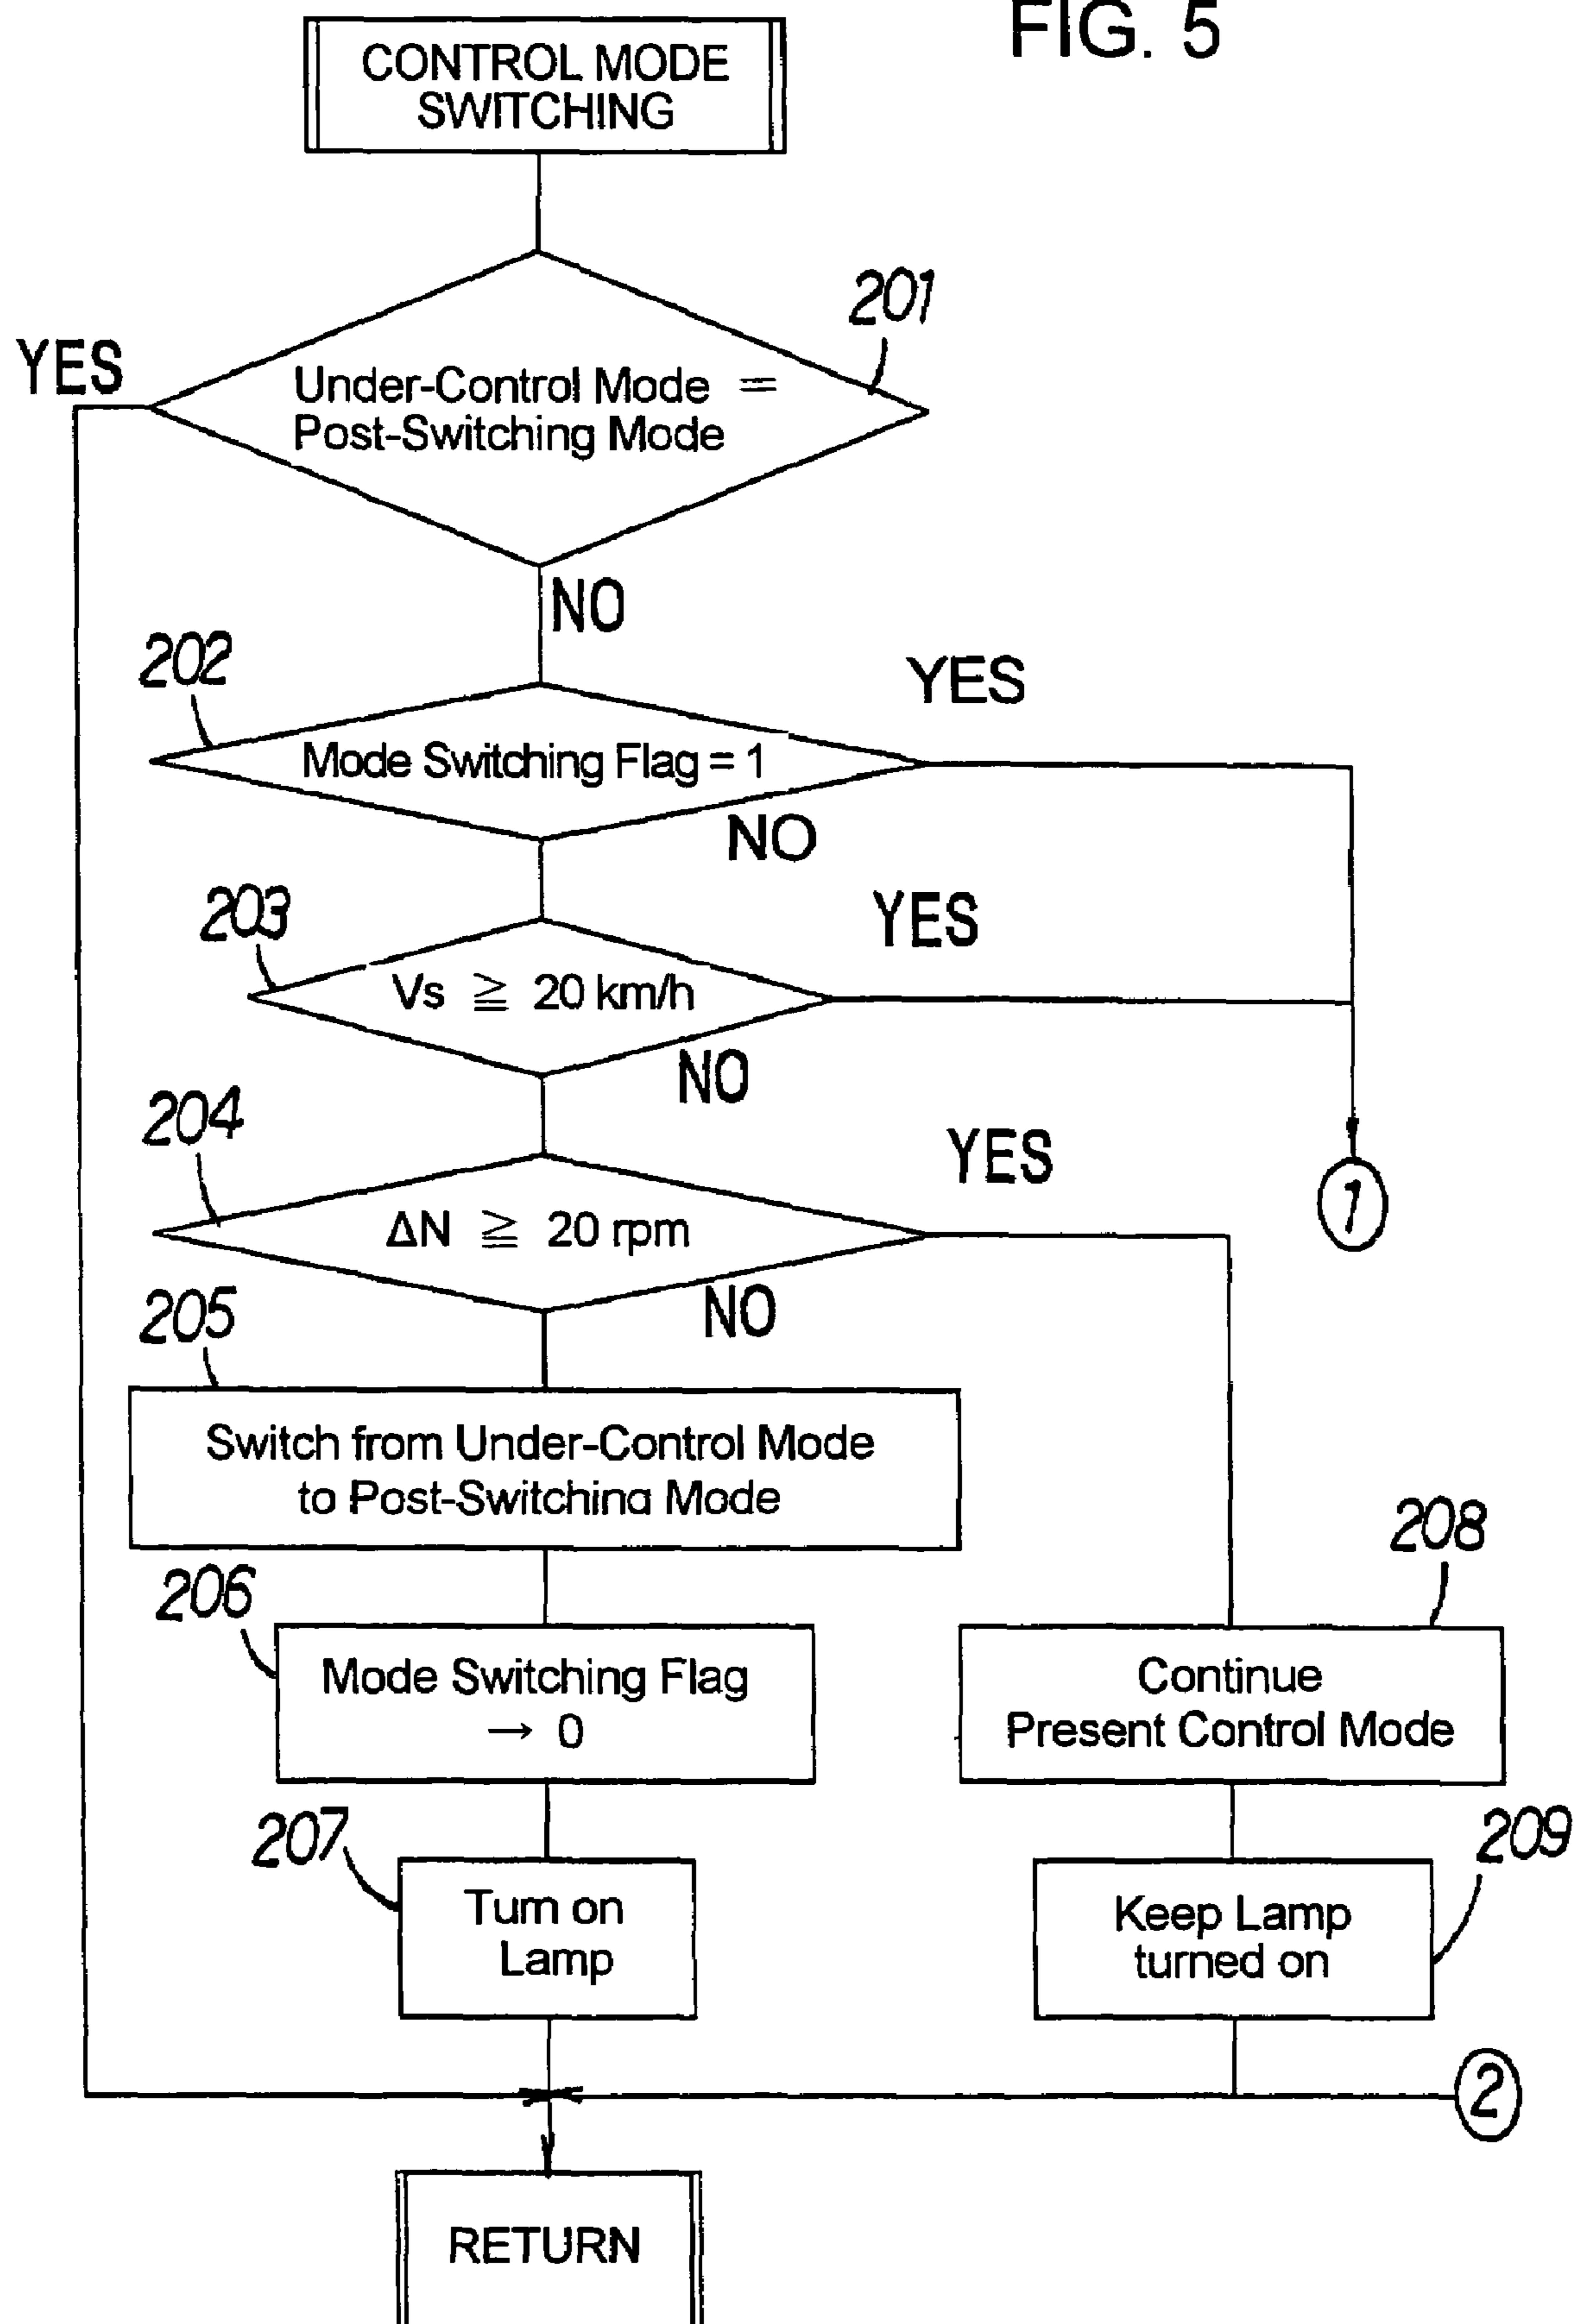 FIG. 5
CONTROL MODE
SWITCHING
201
YES
Under-Control Mode =
Post-Switching Mode
NO
202
YES
Mode Switching Flag = 1
NO
203
YES
Vs ≧ 20 km/h
NO
204
YES
1
ΔN ≧ 20 rpm
NO
205
Switch from Under-Control Mode
to Post-Switching Mode
208
206
Mode Switching Flag
→ 0
Continue
Present Control Mode
207
209
Turn on
Lamp
Keep Lamp
turned on
2
RETURN